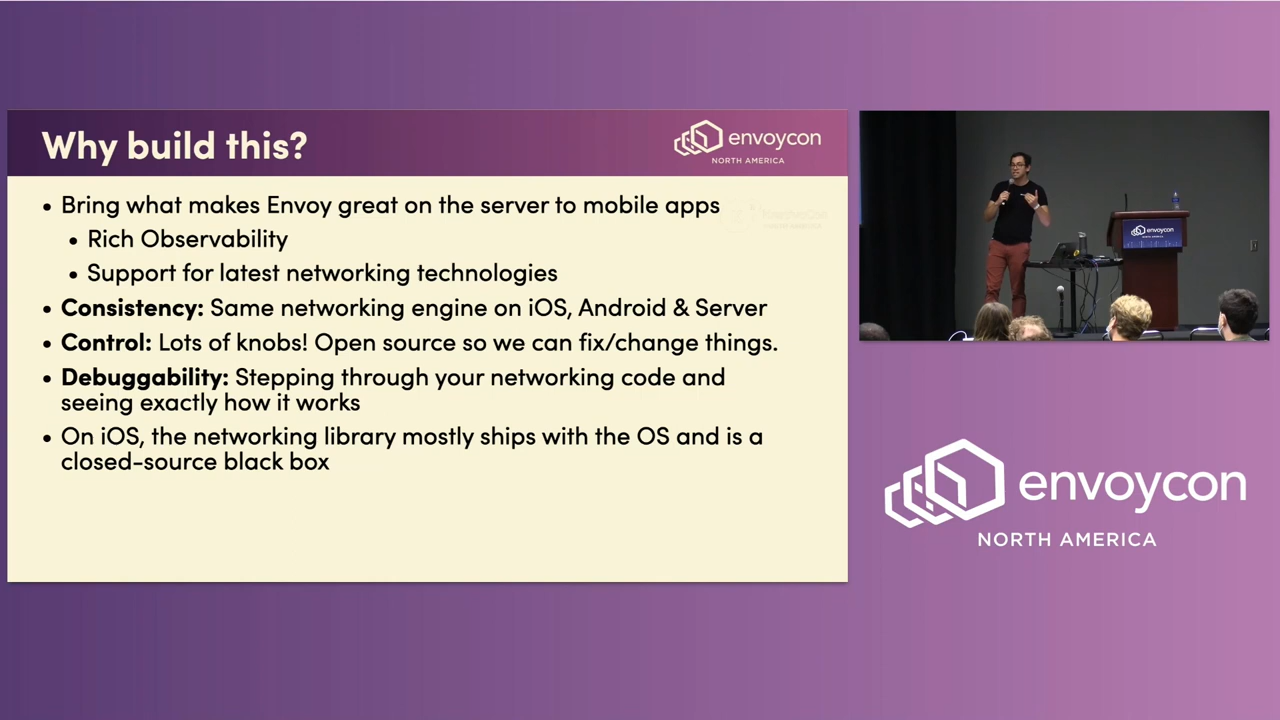 Why build this?
envoycon
NORTH AMERICA
• Bring what makes Envoy great on the server to mobile apps
• Rich Observability
• Support for latest networking technologies
• Consistency: Same networking engine on iOS, Android & Server
• Control: Lots of knobs! Open source so we can fix/change things.
• Debuggability: Stepping through your networking code and
seeing exactly how it works
• On iOS, the networking library mostly ships with the OS and is a
closed-source black box
envoycon
envoycon
NORTH AMERICA